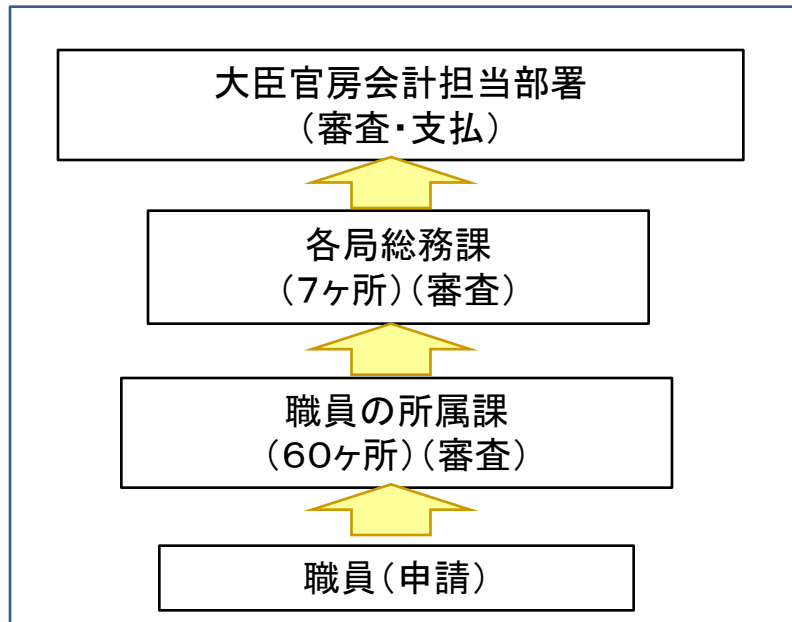 大臣官房会計担当部署
（審査・支払）
各局総務課
（７ヶ所）（審査）
職員の所属課
（６０ヶ所）（審査）
職員（申請）